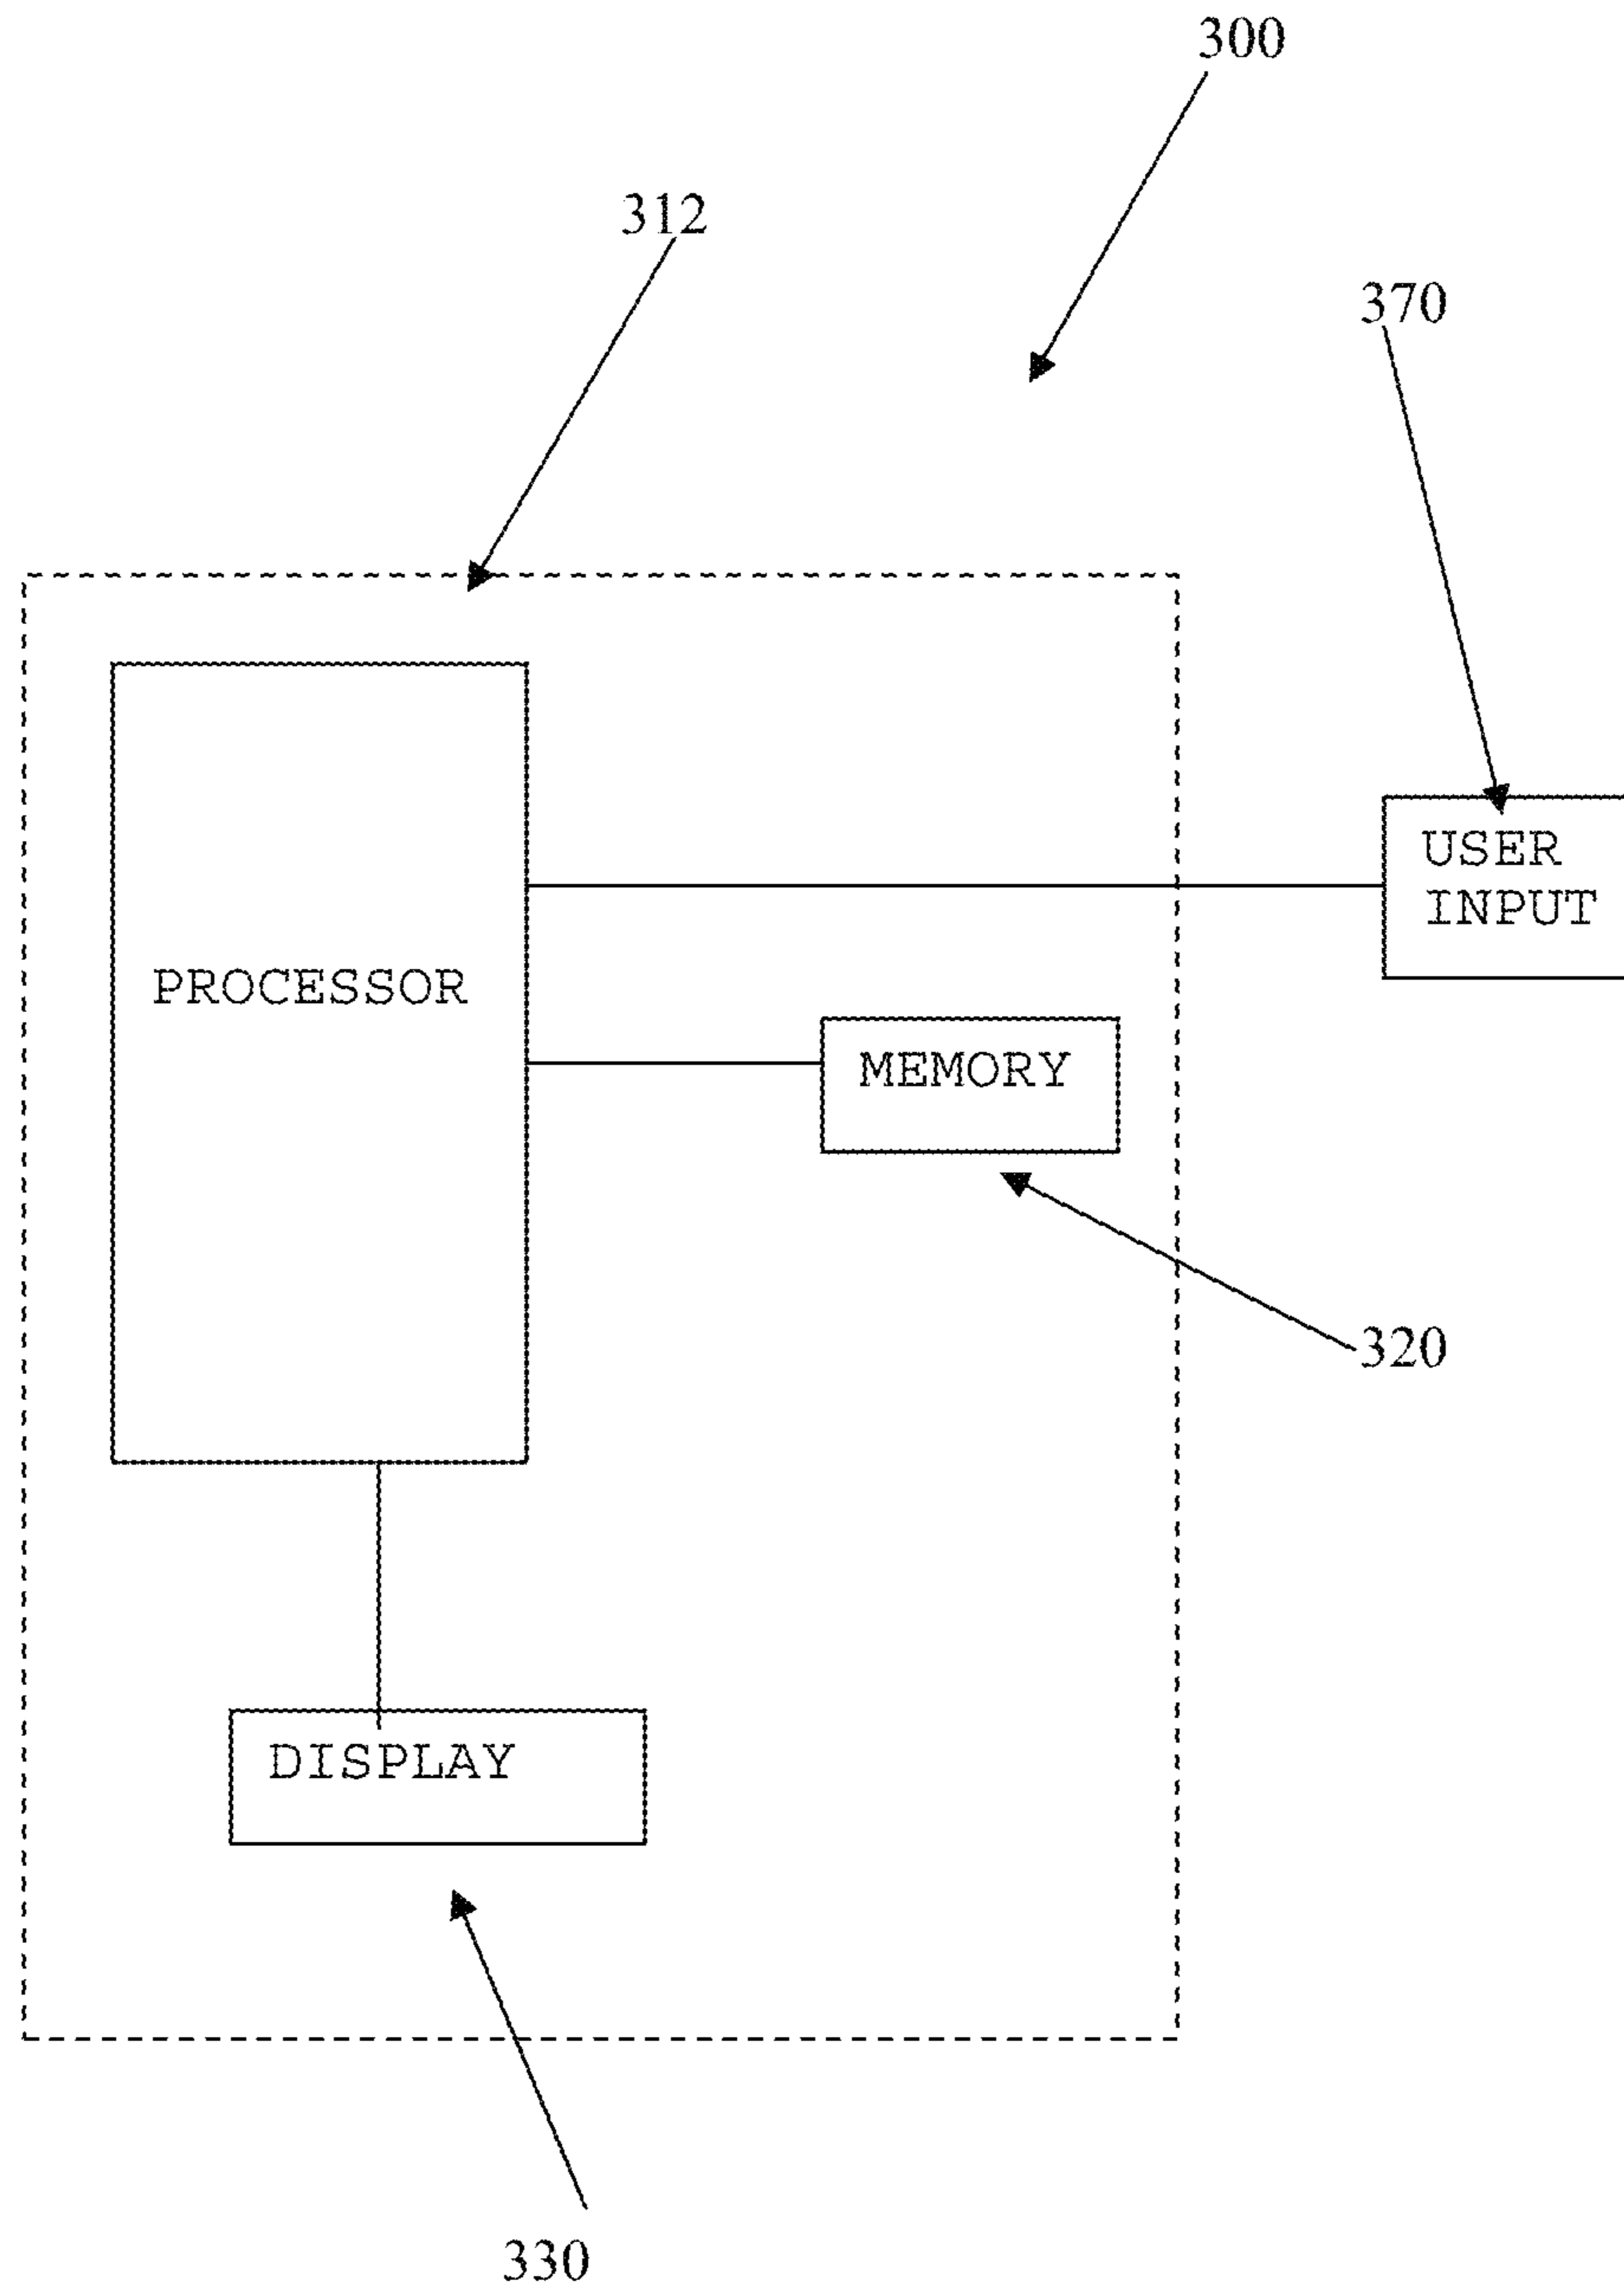 300
312
370
USER
INPUT
PROCESSOR
MEMORY
320
DISPLAY
330